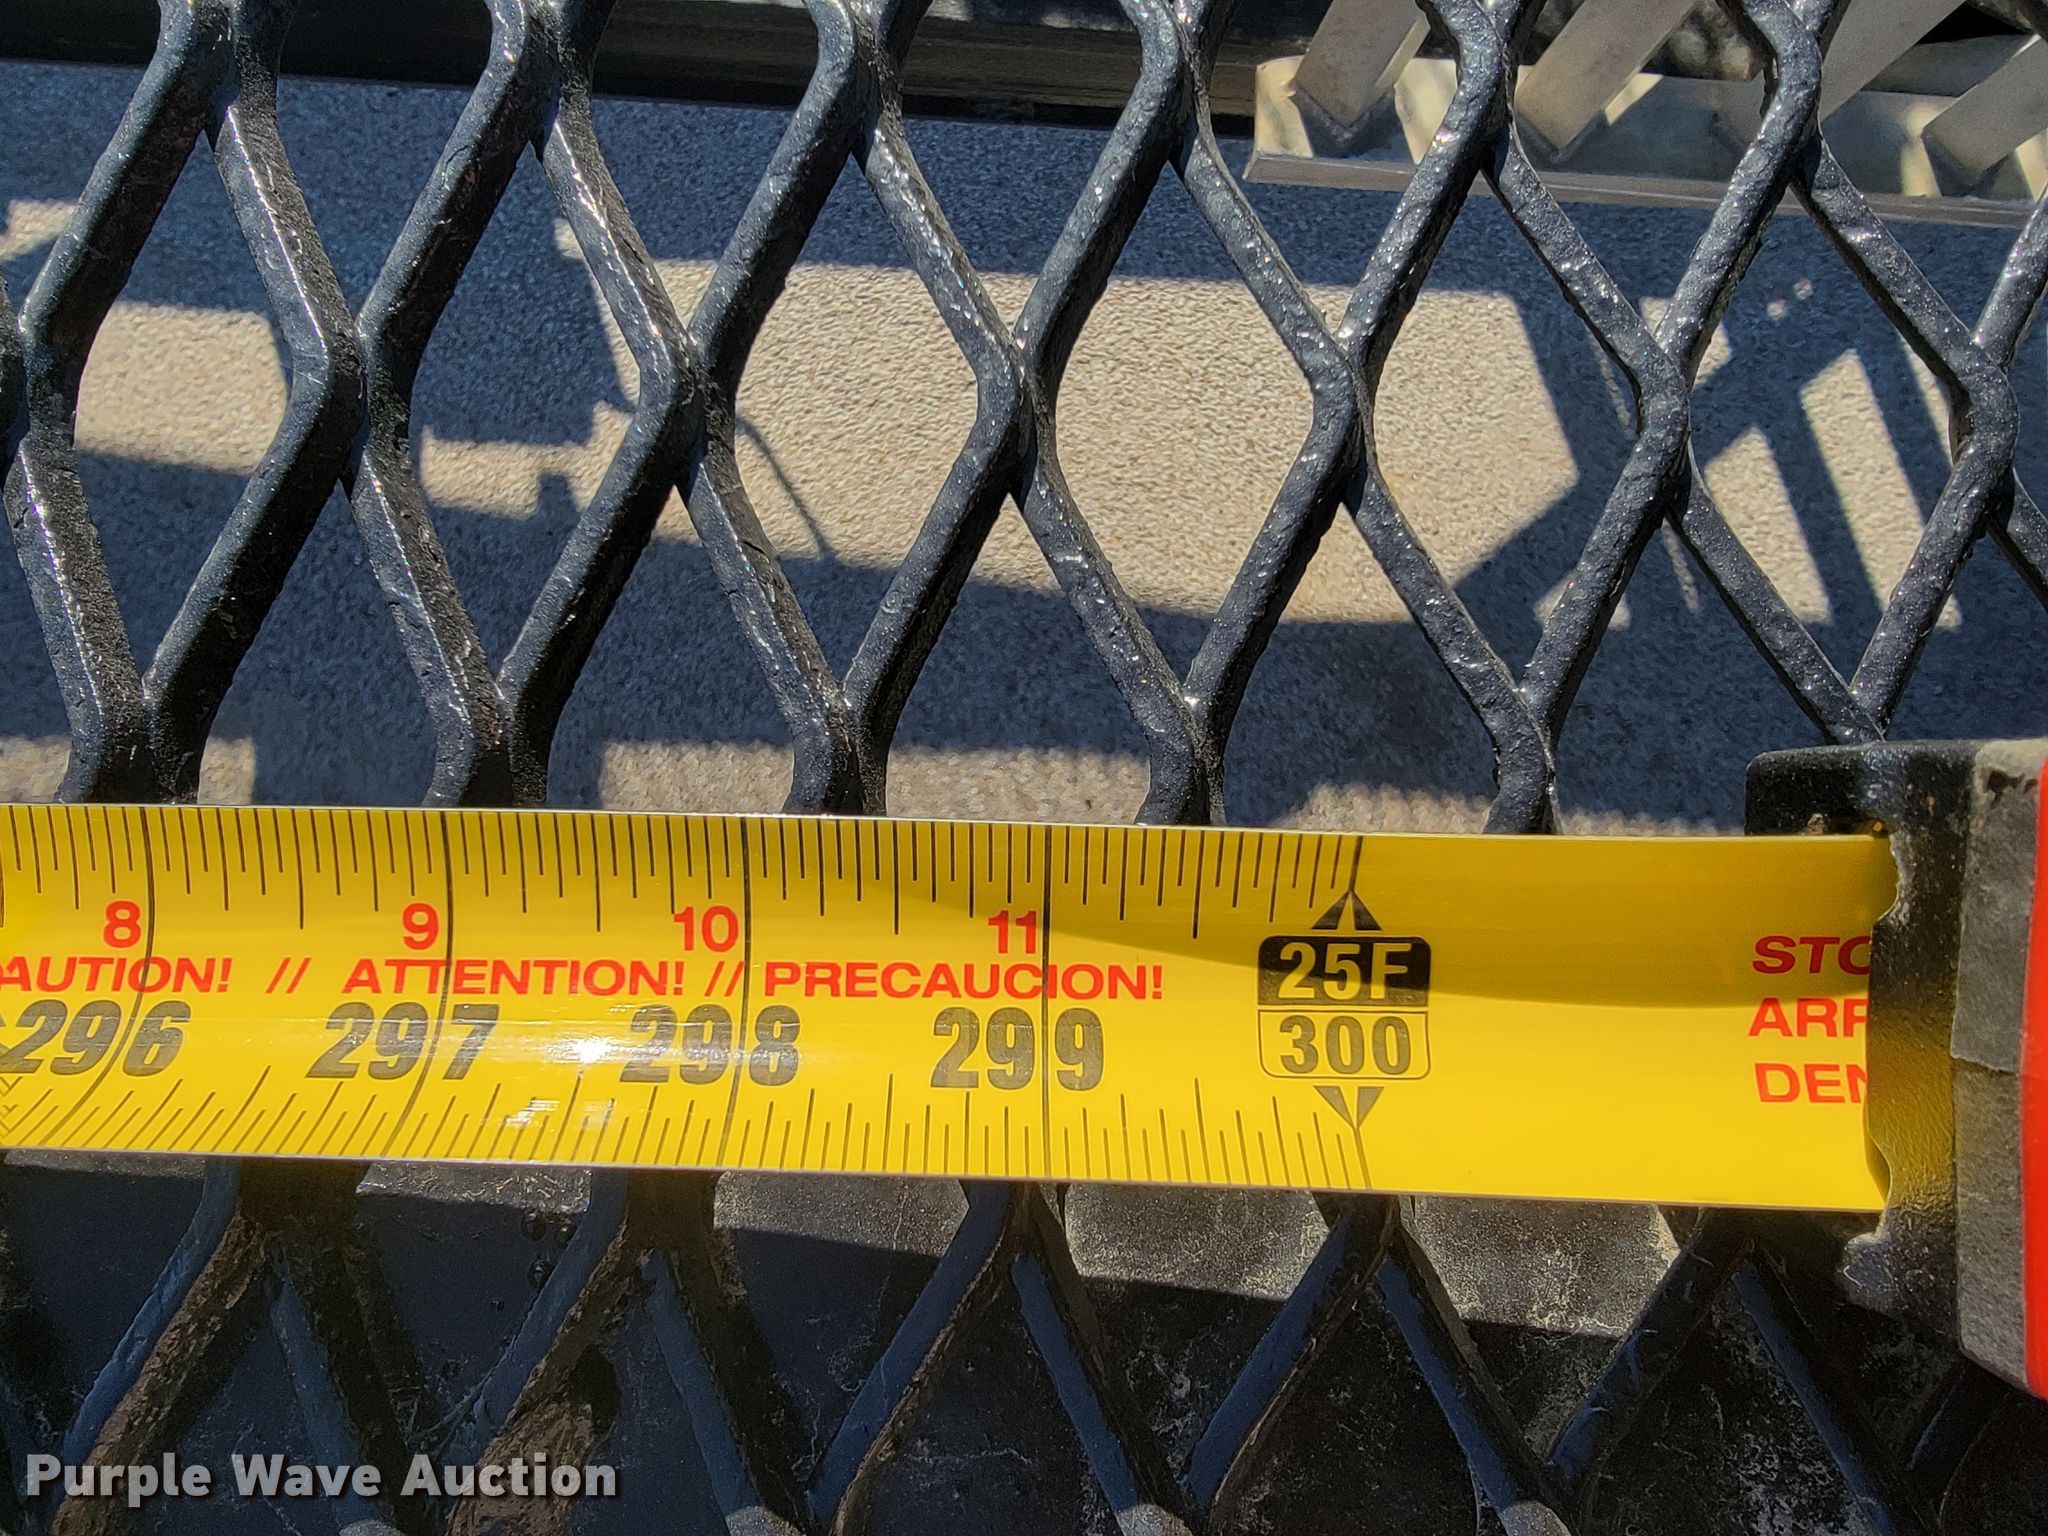 8 9 10 11
AUTION! // ATTENTION! // PRECAUCION!
25F
296 297 298 299 300
STO
ARR
DEN
Purple Wave Auction